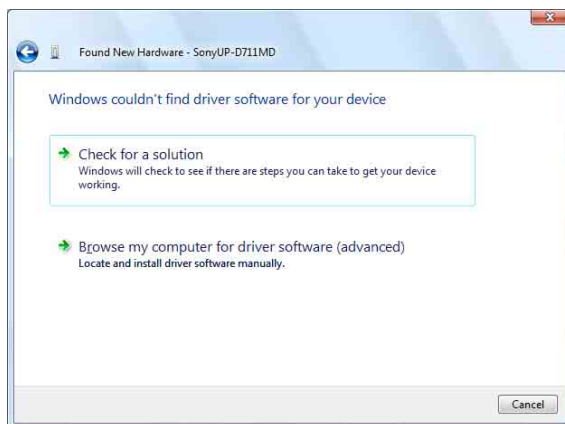 Found New Hardware - SonyUP-D711MD
Windows couldn't find driver software for your device
Check for a solution
Windows will check to see if there are steps you can take to get your device
working.
Browse my computer for driver software (advanced)
Locate and install driver software manually.
Cancel